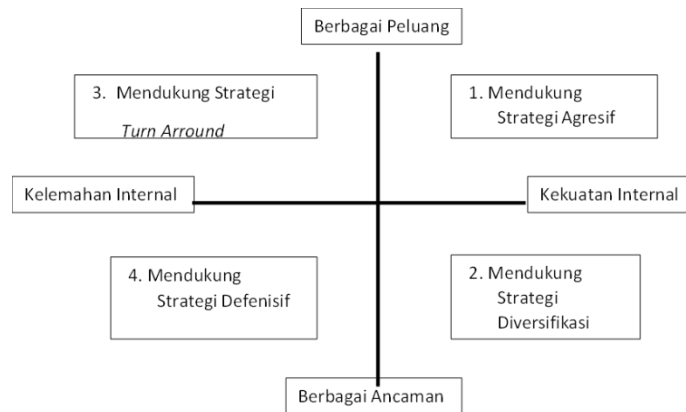 Berbagai Peluang
3. Mendukung Strategi
Turn Arround
1. Mendukung
Strategi Agresif
Kelemahan Internal
Kekuatan Internal
4. Mendukung
Strategi Defenisif
2. Mendukung
Strategi
Diversifikasi
Berbagai Ancaman